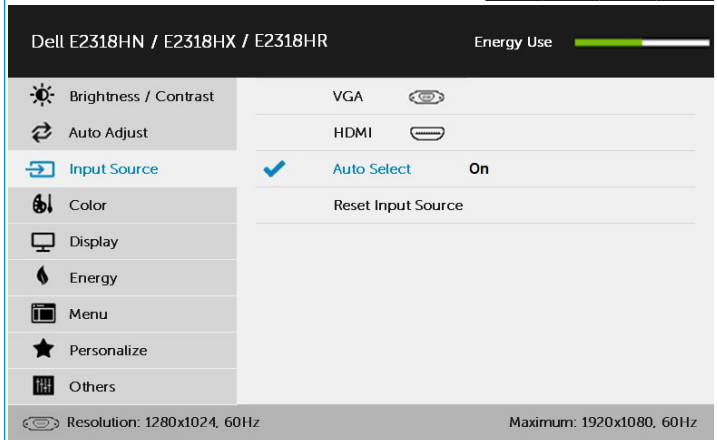 Dell E2318HN / E2318HX / E2318HR Energy Use
Brightness / Contrast VGA
Auto Adjust HDMI
Input Source Auto Select On
Color Reset Input Source
Display
Energy
Menu
Personalize
Others
Resolution: 1280x1024, 60Hz Maximum: 1920x1080, 60Hz